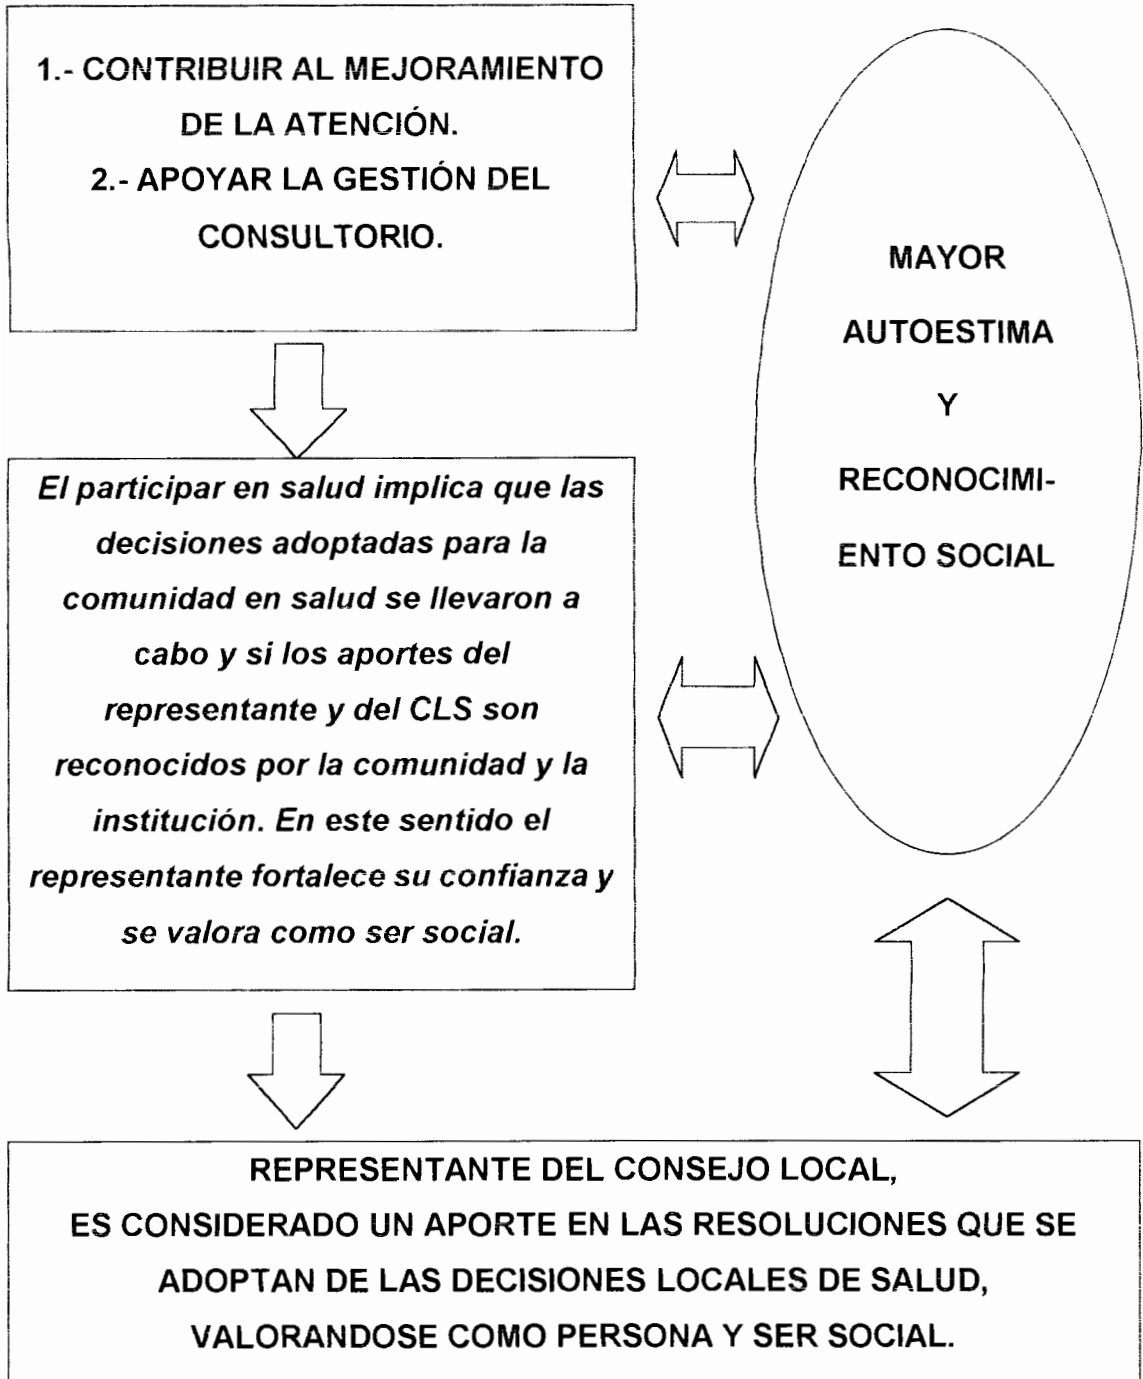 1.- CONTRIBUIR AL MEJORAMIENTO
DE LA ATENCIÓN.
2.- APOYAR LA GESTIÓN DEL
CONSULTORIO.
MAYOR
AUTOESTIMA
Y
RECONOCIMI-
ENTO SOCIAL
El participar en salud implica que las
decisiones adoptadas para la
comunidad en salud se llevaron a
cabo y si los aportes del
representante y del CLS son
reconocidos por la comunidad y la
institución. En este sentido el
representante fortalece su confianza y
se valora como ser social.
REPRESENTANTE DEL CONSEJO LOCAL,
ES CONSIDERADO UN APORTE EN LAS RESOLUCIONES QUE SE
ADOPTAN DE LAS DECISIONES LOCALES DE SALUD,
VALORANDOSE COMO PERSONA Y SER SOCIAL.